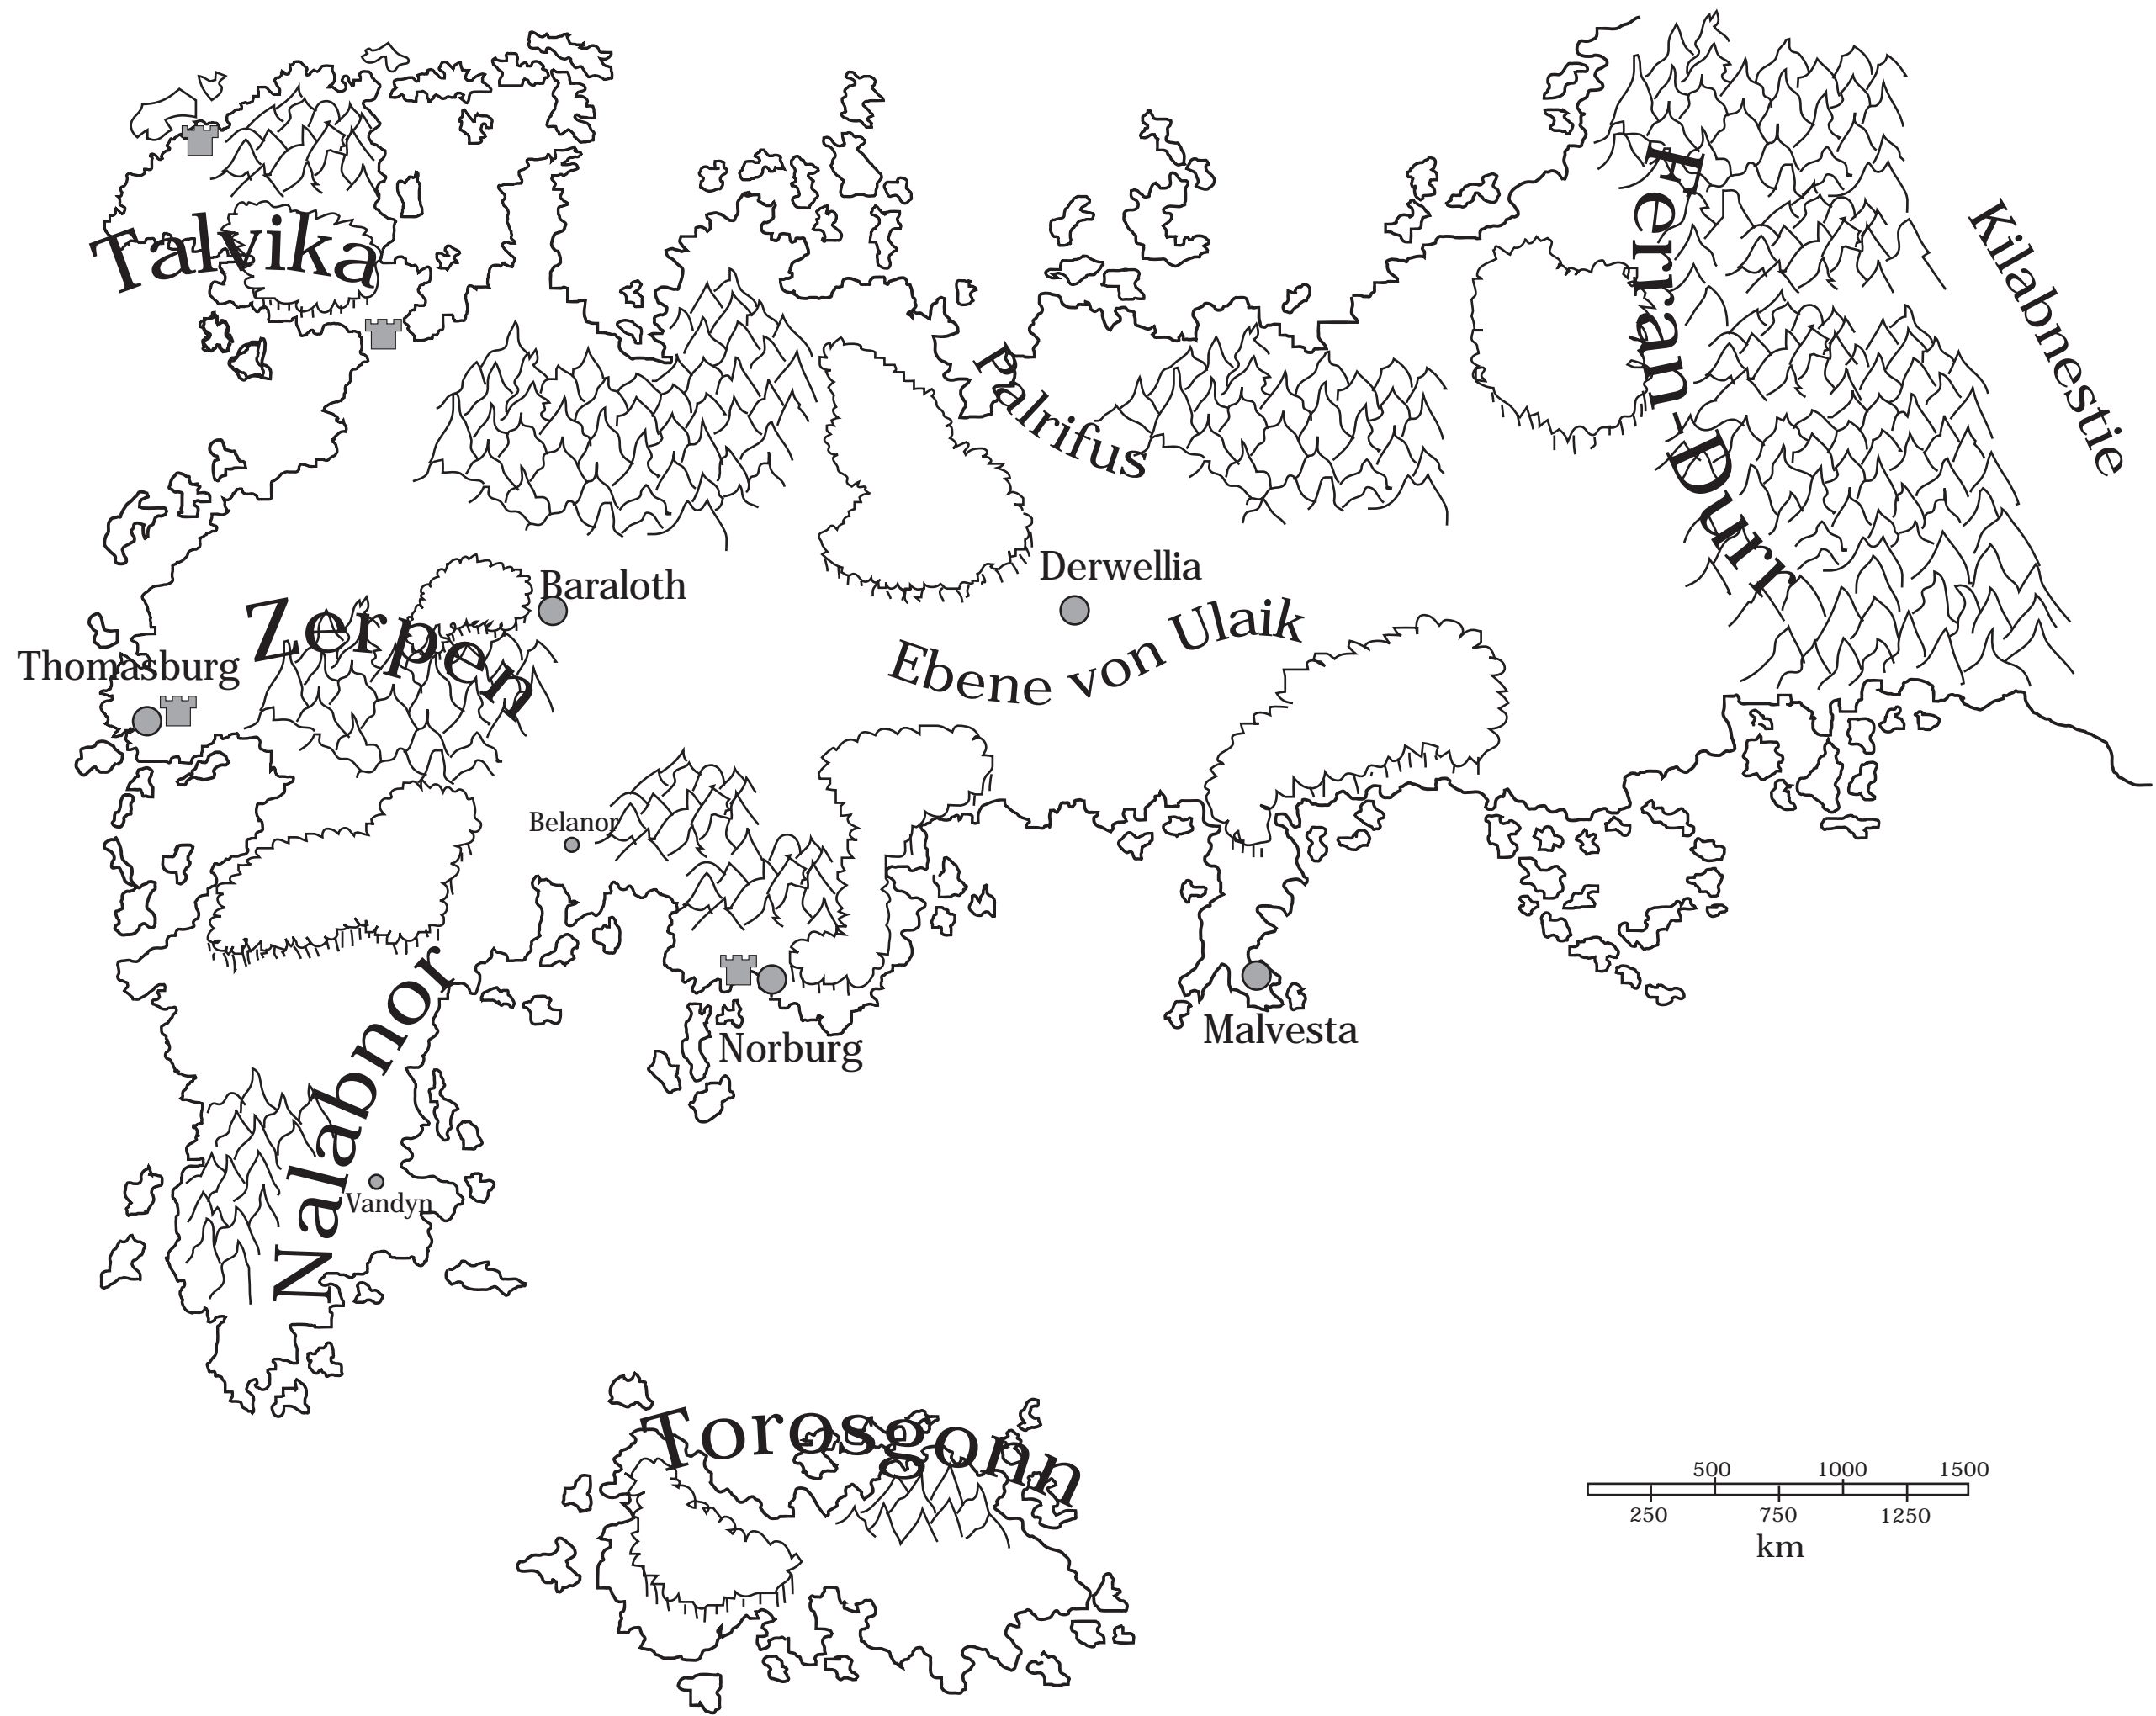 Talvika
Ferran-Durr
Kilabnestie
Palrifus
Baraloth
Derwellia
Zerpen
Ebene von Ulaik
Thomasburg
Belanor
Nalabnor
Norburg
Malvesta
Vandyn
Torosgonn
500 1000 1500
250 750 1250
km